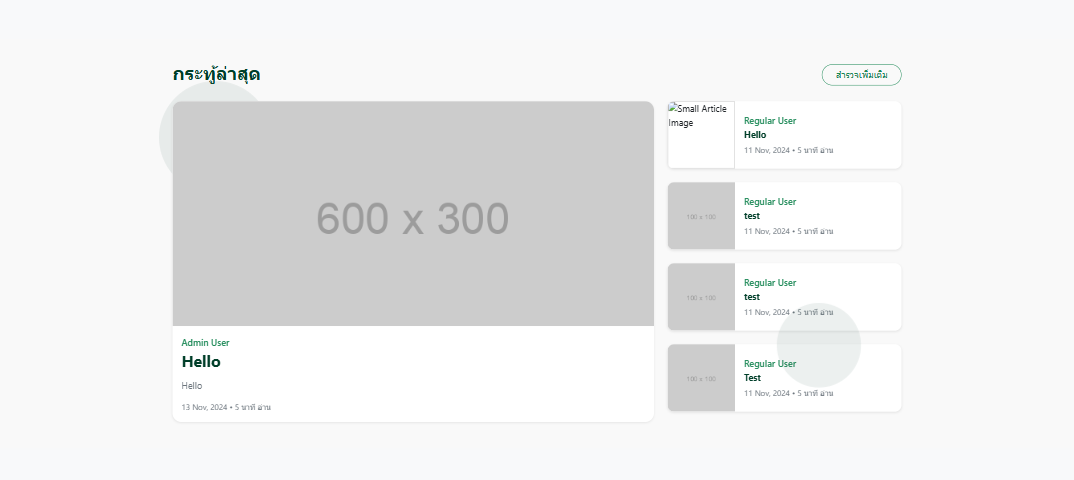 กระทู้ล่าสุด
สำรวจเพิ่มเติม
600 x 300
Admin User
Hello
Hello
13 Nov, 2024 • 5 นาที อ่าน
Small Article
Image
Regular User
Hello
11 Nov, 2024 • 5 นาที อ่าน
100 x 100
Regular User
test
11 Nov, 2024 • 5 นาที อ่าน
100 x 100
Regular User
test
11 Nov, 2024 • 5 นาที อ่าน
100 x 100
Regular User
Test
11 Nov, 2024 • 5 นาที อ่าน